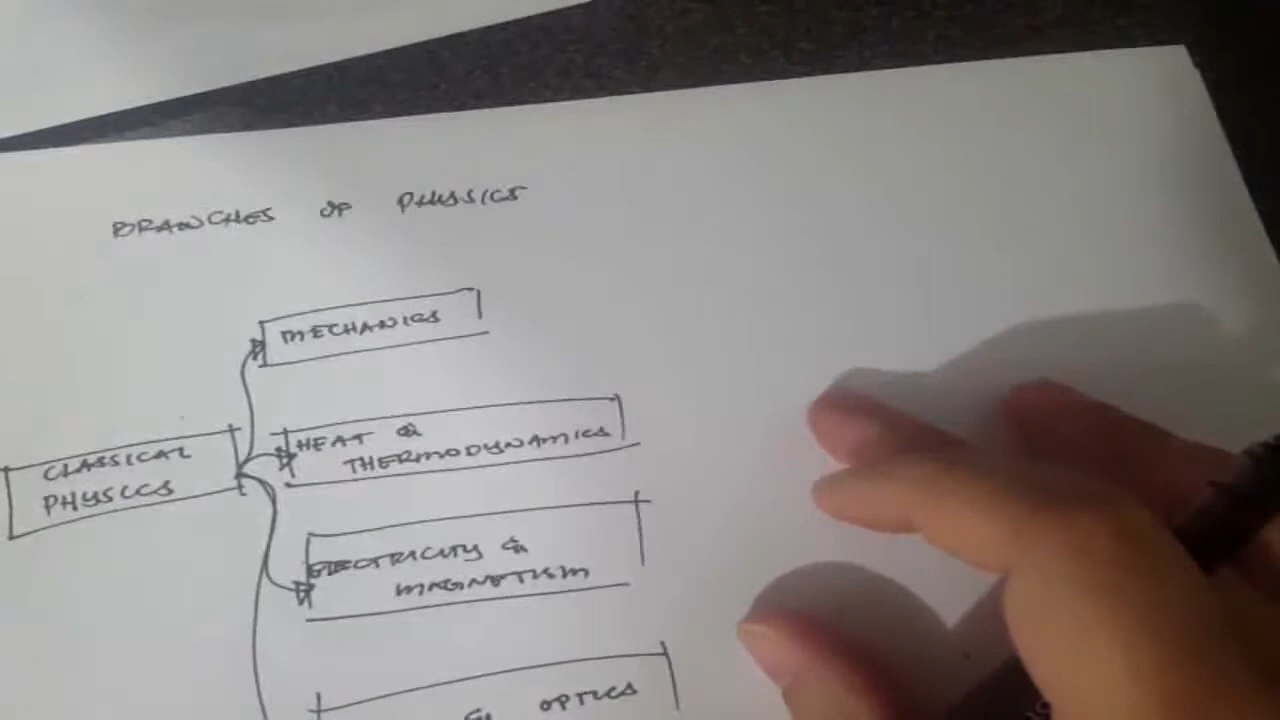 BRANCHES OF PHYSICS
MECHANICS
HEAT &
THERMODYNAMICS
CLASSICAL
PHYSICS
ELECTRICITY &
MAGNETISM
& OPTICS